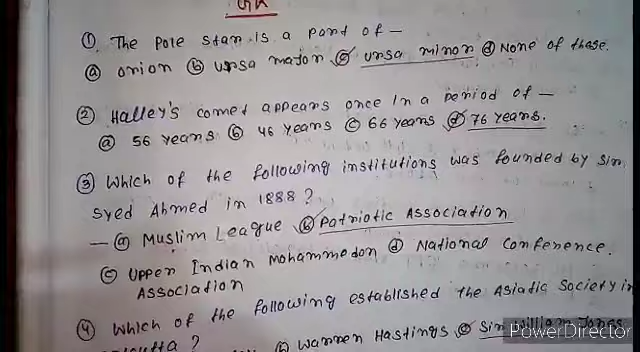 GK
① The Pole star is a part of —
ⓐ orion ⓑ ursa major ⓒ ursa minor ⓓ None of these.
② Halley's comet appears once in a period of —
ⓐ 56 years ⓑ 46 years ⓒ 66 years ⓓ 76 years.
③ Which of the following institutions was founded by Sir
Syed Ahmed in 1888 ?
— ⓐ Muslim League ⓑ Patriotic Association
ⓒ Upper Indian Mohammedan ⓓ National Conference.
Association
④ Which of the following established the Asiatic Society in
? ⓑ Warren Hastings ⓒ Sir William Jones
PowerDirector